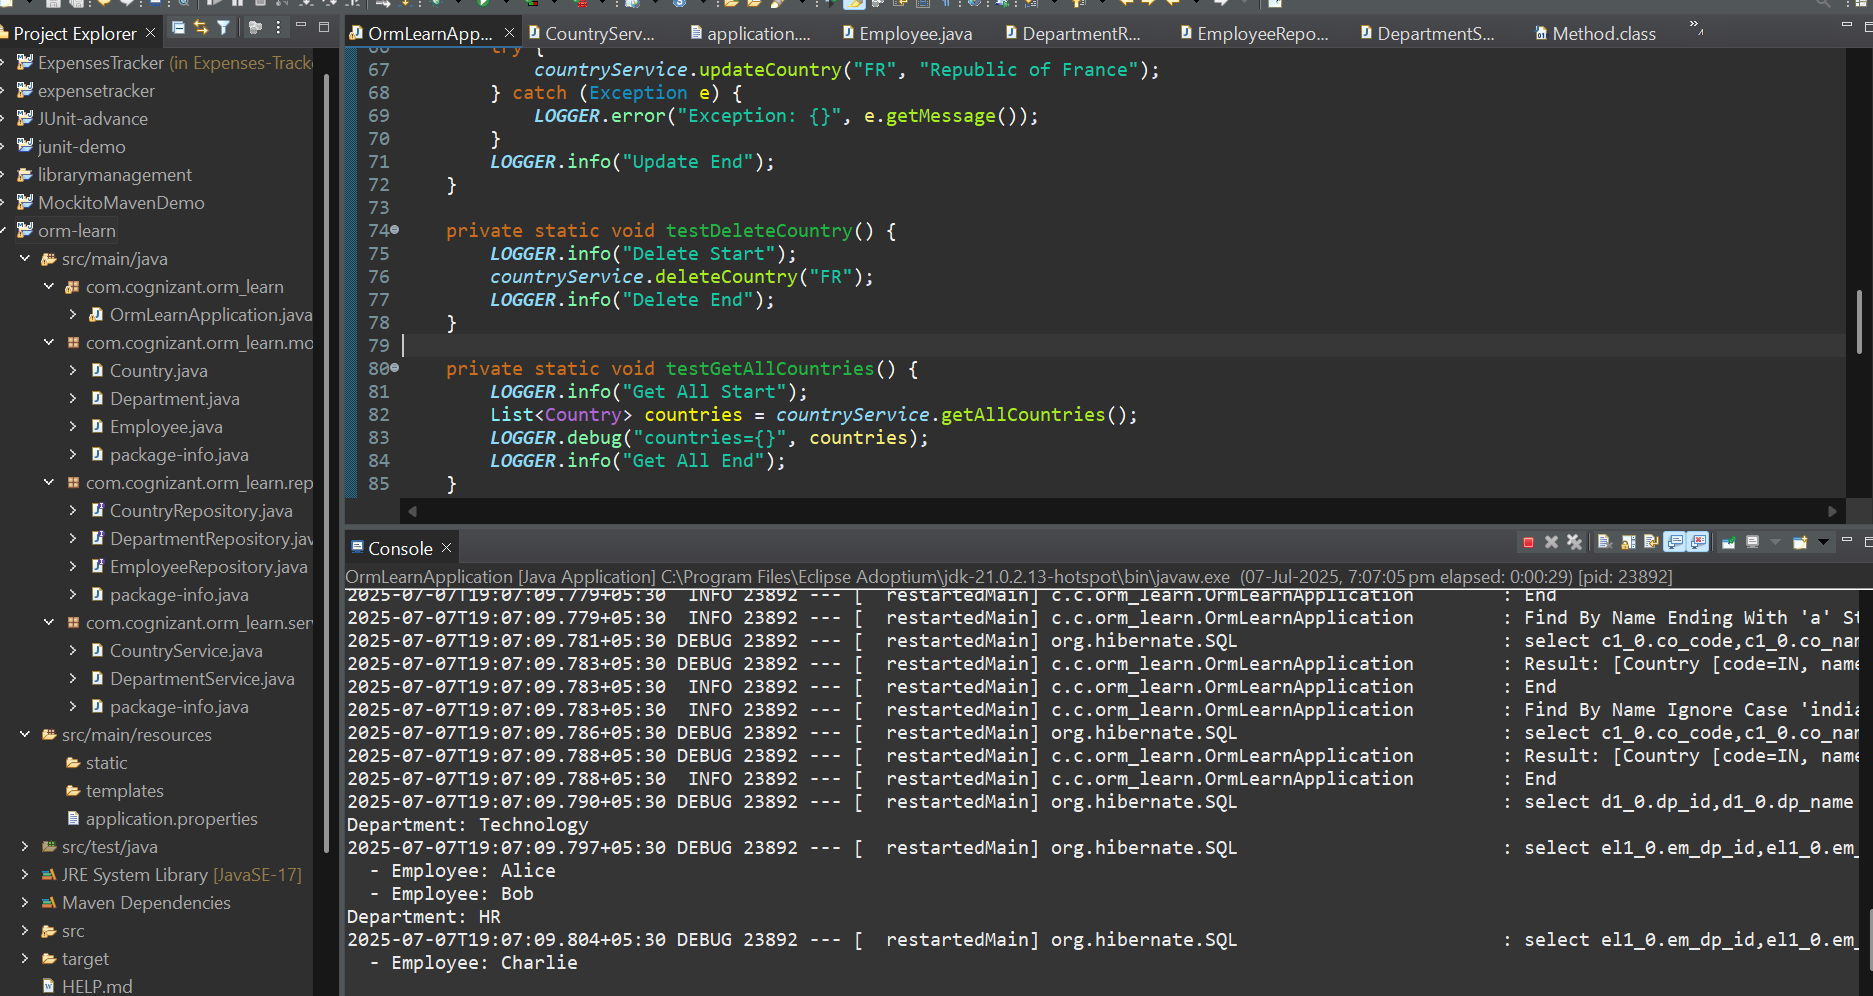 Project Explorer
ExpensesTracker (in Expenses-Track
expensetracker
JUnit-advance
junit-demo
librarymanagement
MockitoMavenDemo
orm-learn
src/main/java
com.cognizant.orm_learn
OrmLearnApplication.java
com.cognizant.orm_learn.mo
Country.java
Department.java
Employee.java
package-info.java
com.cognizant.orm_learn.rep
CountryRepository.java
DepartmentRepository.jav
EmployeeRepository.java
package-info.java
com.cognizant.orm_learn.ser
CountryService.java
DepartmentService.java
package-info.java
src/main/resources
static
templates
application.properties
src/test/java
JRE System Library [JavaSE-17]
Maven Dependencies
src
target
HELP.md
OrmLearnApp... CountryServ... application.... Employee.java DepartmentR... EmployeeRepo... DepartmentS... Method.class
66 try {
67 countryService.updateCountry("FR", "Republic of France");
68 } catch (Exception e) {
69 LOGGER.error("Exception: {}", e.getMessage());
70 }
71 LOGGER.info("Update End");
72 }
73
74 private static void testDeleteCountry() {
75 LOGGER.info("Delete Start");
76 countryService.deleteCountry("FR");
77 LOGGER.info("Delete End");
78 }
79
80 private static void testGetAllCountries() {
81 LOGGER.info("Get All Start");
82 List<Country> countries = countryService.getAllCountries();
83 LOGGER.debug("countries={}", countries);
84 LOGGER.info("Get All End");
85 }
Console
OrmLearnApplication [Java Application] C:\Program Files\Eclipse Adoptium\jdk-21.0.2.13-hotspot\bin\javaw.exe (07-Jul-2025, 7:07:05 pm elapsed: 0:00:29) [pid: 23892]
2025-07-07T19:07:09.779+05:30 INFO 23892 --- [ restartedMain] c.c.orm_learn.OrmLearnApplication : End
2025-07-07T19:07:09.779+05:30 INFO 23892 --- [ restartedMain] c.c.orm_learn.OrmLearnApplication : Find By Name Ending With 'a' St
2025-07-07T19:07:09.781+05:30 DEBUG 23892 --- [ restartedMain] org.hibernate.SQL : select c1_0.co_code,c1_0.co_nam
2025-07-07T19:07:09.783+05:30 DEBUG 23892 --- [ restartedMain] c.c.orm_learn.OrmLearnApplication : Result: [Country [code=IN, name
2025-07-07T19:07:09.783+05:30 INFO 23892 --- [ restartedMain] c.c.orm_learn.OrmLearnApplication : End
2025-07-07T19:07:09.783+05:30 INFO 23892 --- [ restartedMain] c.c.orm_learn.OrmLearnApplication : Find By Name Ignore Case 'india
2025-07-07T19:07:09.786+05:30 DEBUG 23892 --- [ restartedMain] org.hibernate.SQL : select c1_0.co_code,c1_0.co_nam
2025-07-07T19:07:09.788+05:30 DEBUG 23892 --- [ restartedMain] c.c.orm_learn.OrmLearnApplication : Result: [Country [code=IN, name
2025-07-07T19:07:09.788+05:30 INFO 23892 --- [ restartedMain] c.c.orm_learn.OrmLearnApplication : End
2025-07-07T19:07:09.790+05:30 DEBUG 23892 --- [ restartedMain] org.hibernate.SQL : select d1_0.dp_id,d1_0.dp_name
Department: Technology
2025-07-07T19:07:09.797+05:30 DEBUG 23892 --- [ restartedMain] org.hibernate.SQL : select el1_0.em_dp_id,el1_0.em_
- Employee: Alice
- Employee: Bob
Department: HR
2025-07-07T19:07:09.804+05:30 DEBUG 23892 --- [ restartedMain] org.hibernate.SQL : select el1_0.em_dp_id,el1_0.em_
- Employee: Charlie